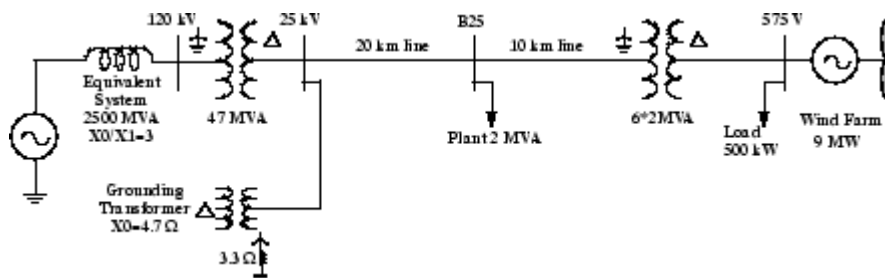 120 kV
25 kV
B25
575 V
20 km line
10 km line
Equivalent
System
2500 MVA
X0/X1=3
47 MVA
Plant 2 MVA
6*2 MVA
Load
500 kW
Wind Farm
9 MW
Grounding
Transformer
X0=4.7 Ω
3.3 Ω